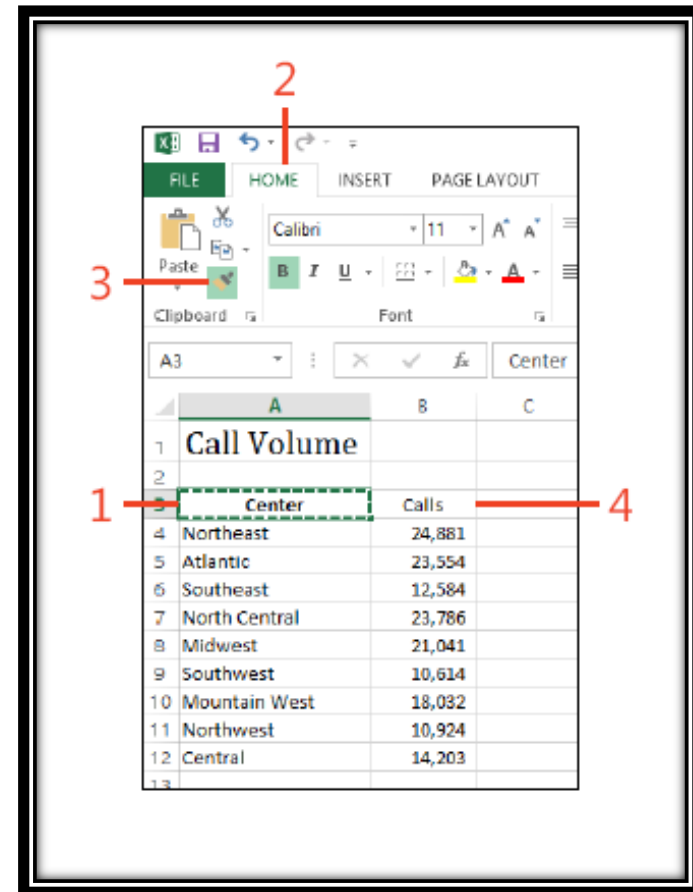 2
FILE HOME INSERT PAGE LAYOUT
Calibri 11 A A
Paste B I U A
3
Clipboard Font
A3 fx Center
A B C
1 Call Volume
2
1 3 Center Calls 4
4 Northeast 24,881
5 Atlantic 23,554
6 Southeast 12,584
7 North Central 23,786
8 Midwest 21,041
9 Southwest 10,614
10 Mountain West 18,032
11 Northwest 10,924
12 Central 14,203
13